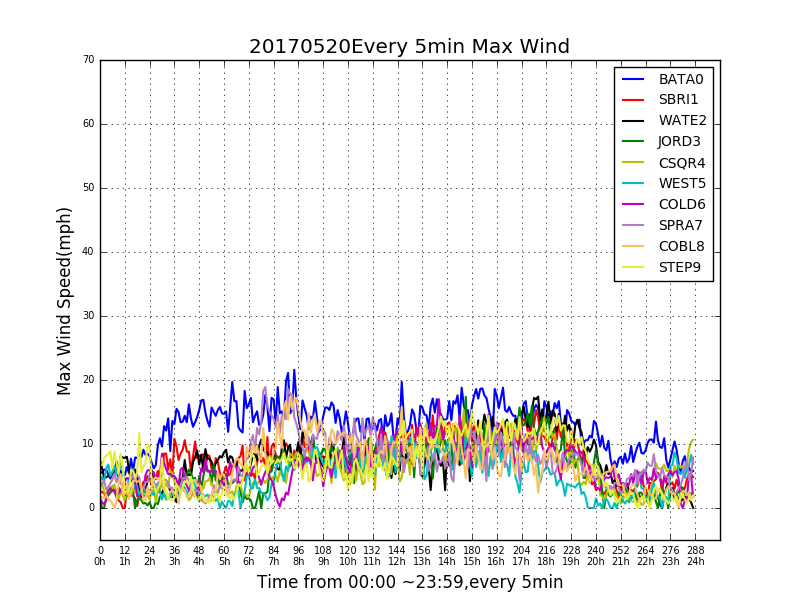 20170520Every 5min Max Wind
70
60
50
40
30
20
10
0
Max Wind Speed(mph)
BATA0
SBRI1
WATE2
JORD3
CSQR4
WEST5
COLD6
SPRA7
COBL8
STEP9
0 12 24 36 48 60 72 84 96 108 120 132 144 156 168 180 192 204 216 228 240 252 264 276 288
0h 1h 2h 3h 4h 5h 6h 7h 8h 9h 10h 11h 12h 13h 14h 15h 16h 17h 18h 19h 20h 21h 22h 23h 24h
Time from 00:00 ~23:59,every 5min